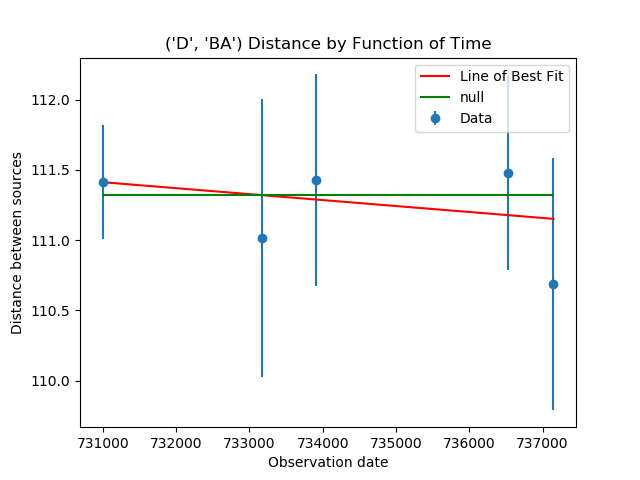 ('D', 'BA') Distance by Function of Time
Line of Best Fit
null
Data
Distance between sources
112.0
111.5
111.0
110.5
110.0
731000 732000 733000 734000 735000 736000 737000
Observation date